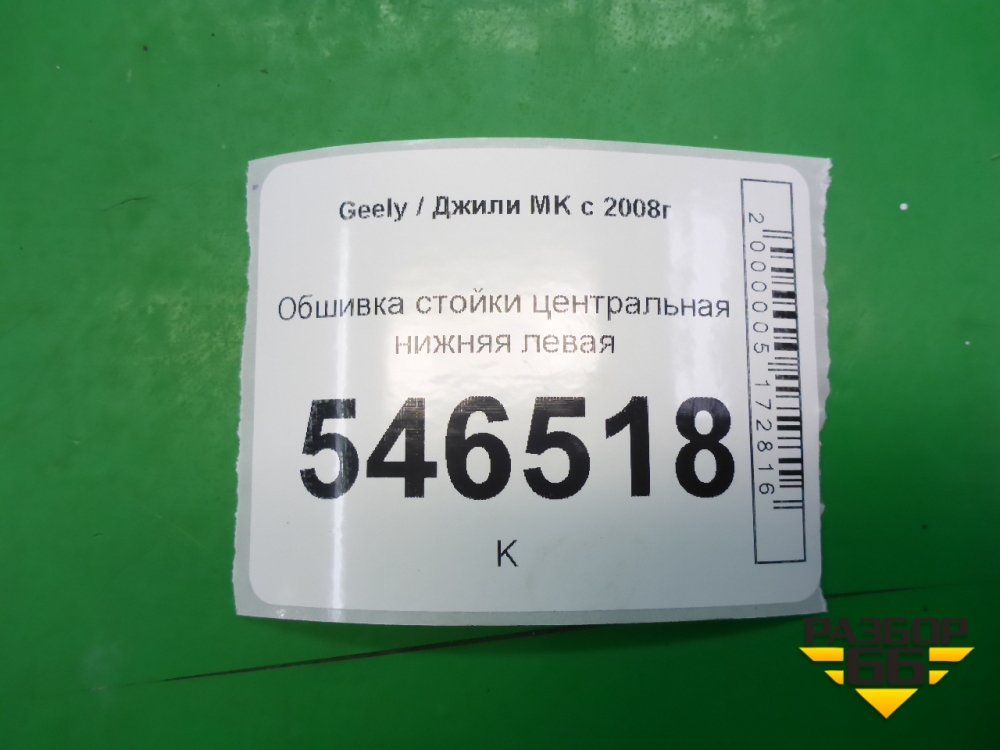 Geely / Джили MK с 2008г
Обшивка стойки центральная
нижняя левая
546518
K
2000005172816
РАЗБОР
66